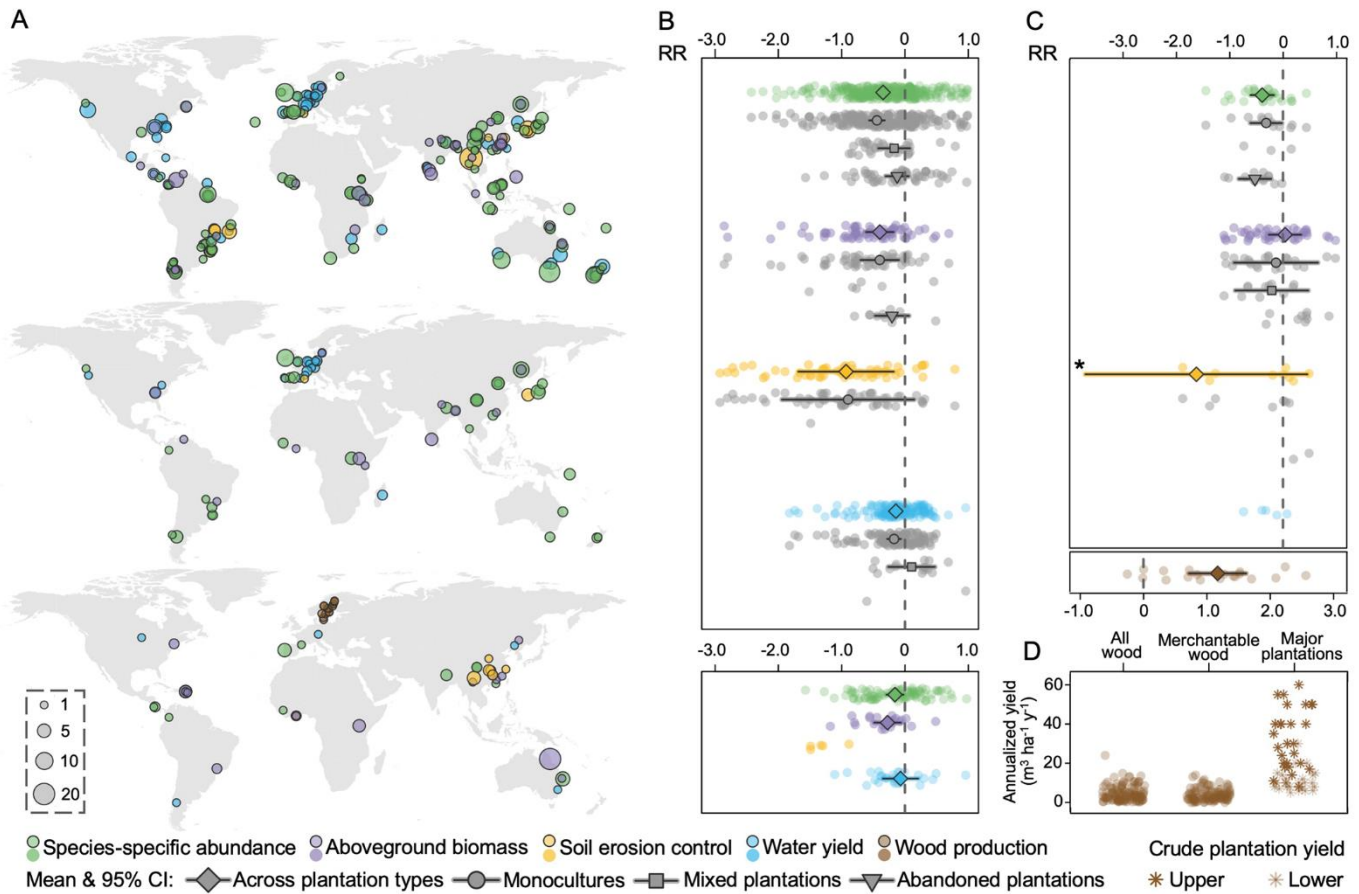 A
B
C
-3.0 -2.0 -1.0 0 1.0
RR
-3.0 -2.0 -1.0 0 1.0
RR
*
-1.0 0 1.0 2.0 3.0
-3.0 -2.0 -1.0 0 1.0
D
All wood
Merchantable wood
Major plantations
Annualized yield (m³ ha⁻¹ y⁻¹)
60
40
20
0
1
5
10
20
Species-specific abundance Aboveground biomass Soil erosion control Water yield Wood production
Crude plantation yield
Mean & 95% CI: Across plantation types Monocultures Mixed plantations Abandoned plantations
Upper Lower